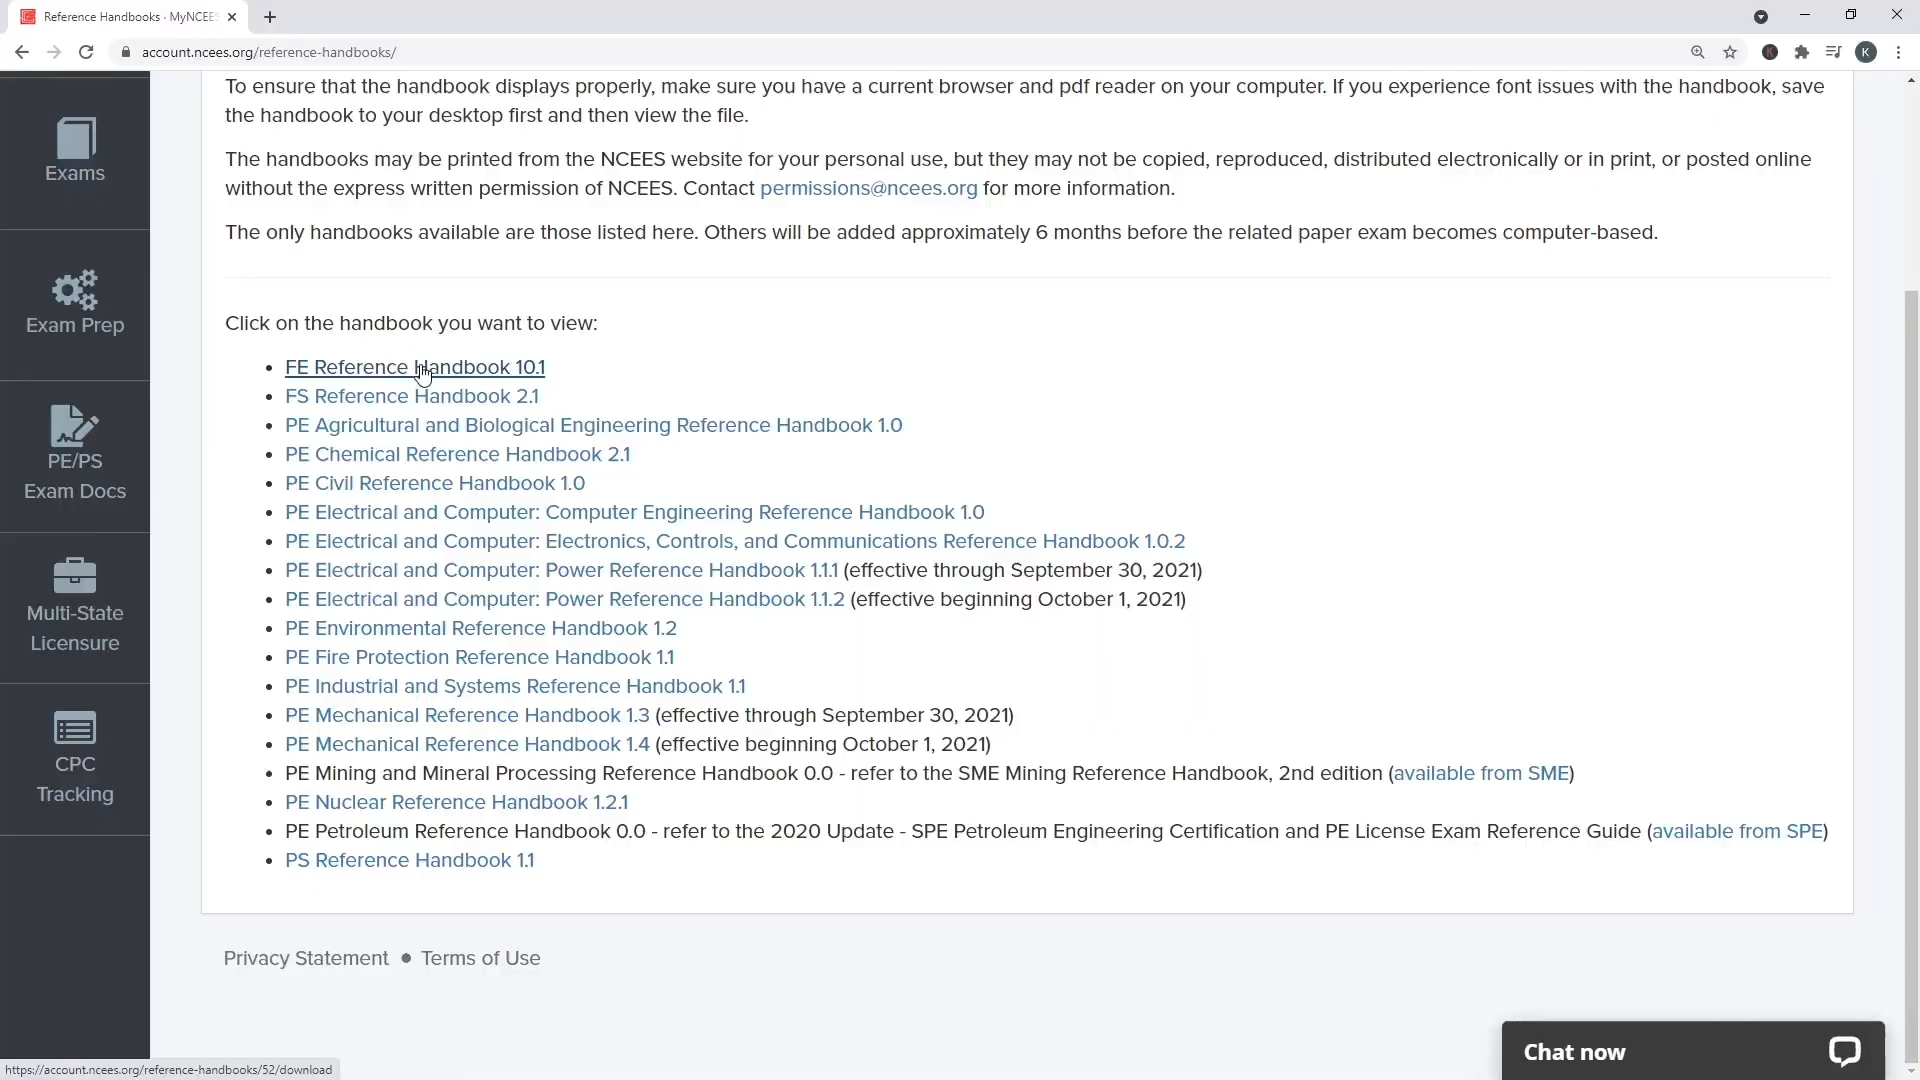 Reference Handbooks · MyNCEES
account.ncees.org/reference-handbooks/
K
Exams
Exam Prep
PE/PS
Exam Docs
Multi-State
Licensure
CPC
Tracking
To ensure that the handbook displays properly, make sure you have a current browser and pdf reader on your computer. If you experience font issues with the handbook, save
the handbook to your desktop first and then view the file.
The handbooks may be printed from the NCEES website for your personal use, but they may not be copied, reproduced, distributed electronically or in print, or posted online
without the express written permission of NCEES. Contact permissions@ncees.org for more information.
The only handbooks available are those listed here. Others will be added approximately 6 months before the related paper exam becomes computer-based.
Click on the handbook you want to view:
• FE Reference Handbook 10.1
• FS Reference Handbook 2.1
• PE Agricultural and Biological Engineering Reference Handbook 1.0
• PE Chemical Reference Handbook 2.1
• PE Civil Reference Handbook 1.0
• PE Electrical and Computer: Computer Engineering Reference Handbook 1.0
• PE Electrical and Computer: Electronics, Controls, and Communications Reference Handbook 1.0.2
• PE Electrical and Computer: Power Reference Handbook 1.1.1 (effective through September 30, 2021)
• PE Electrical and Computer: Power Reference Handbook 1.1.2 (effective beginning October 1, 2021)
• PE Environmental Reference Handbook 1.2
• PE Fire Protection Reference Handbook 1.1
• PE Industrial and Systems Reference Handbook 1.1
• PE Mechanical Reference Handbook 1.3 (effective through September 30, 2021)
• PE Mechanical Reference Handbook 1.4 (effective beginning October 1, 2021)
• PE Mining and Mineral Processing Reference Handbook 0.0 - refer to the SME Mining Reference Handbook, 2nd edition (available from SME)
• PE Nuclear Reference Handbook 1.2.1
• PE Petroleum Reference Handbook 0.0 - refer to the 2020 Update - SPE Petroleum Engineering Certification and PE License Exam Reference Guide (available from SPE)
• PS Reference Handbook 1.1
Privacy Statement • Terms of Use
Chat now
https://account.ncees.org/reference-handbooks/52/download